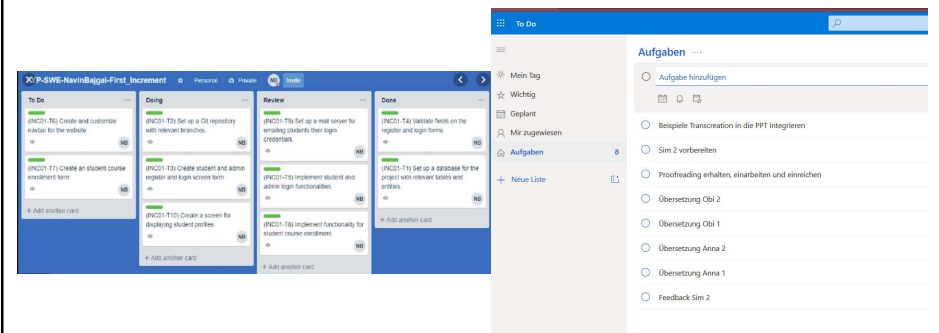 XYP-SWE-NavinBajgai-First_Increment
Personal
Private
NB
Invite
To Do
(INC01-T6) Create and customize
navbar for the website
NB
(INC01-T7) Create an student course
enrollment form
NB
+ Add another card
Doing
(INC01-T2) Set up a Git repository
with relevant branches.
NB
(INC01-T3) Create student and admin
register and login screen form
NB
(INC01-T10) Create a screen for
displaying student profiles
NB
+ Add another card
Review
(INC01-T9) Set up a mail server for
emailing students their login
credentials.
NB
(INC01-T5) Implement student and
admin login functionalities
NB
(INC01-T8) Implement functionality for
student course enrollment
NB
+ Add another card
Done
(INC01-T4) Validate fields on the
register and login forms
NB
(INC01-T1) Set up a database for the
project with relevant tables and
entities.
NB
+ Add another card
To Do
Mein Tag
Wichtig
Geplant
Mir zugewiesen
Aufgaben 8
+ Neue Liste
Aufgaben ...
Aufgabe hinzufügen
Beispiele Transcreation in die PPT integrieren
Sim 2 vorbereiten
Proofreading erhalten, einarbeiten und einreichen
Übersetzung Obi 2
Übersetzung Obi 1
Übersetzung Anna 2
Übersetzung Anna 1
Feedback Sim 2